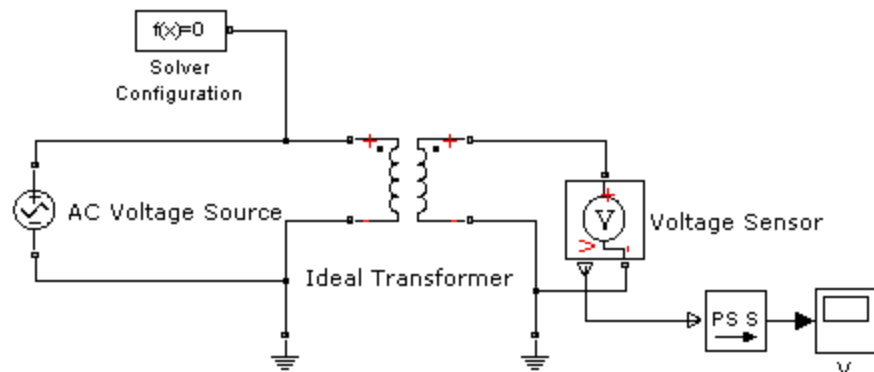 f(x)=0
Solver
Configuration
AC Voltage Source
Ideal Transformer
V
V
Voltage Sensor
PS S
V